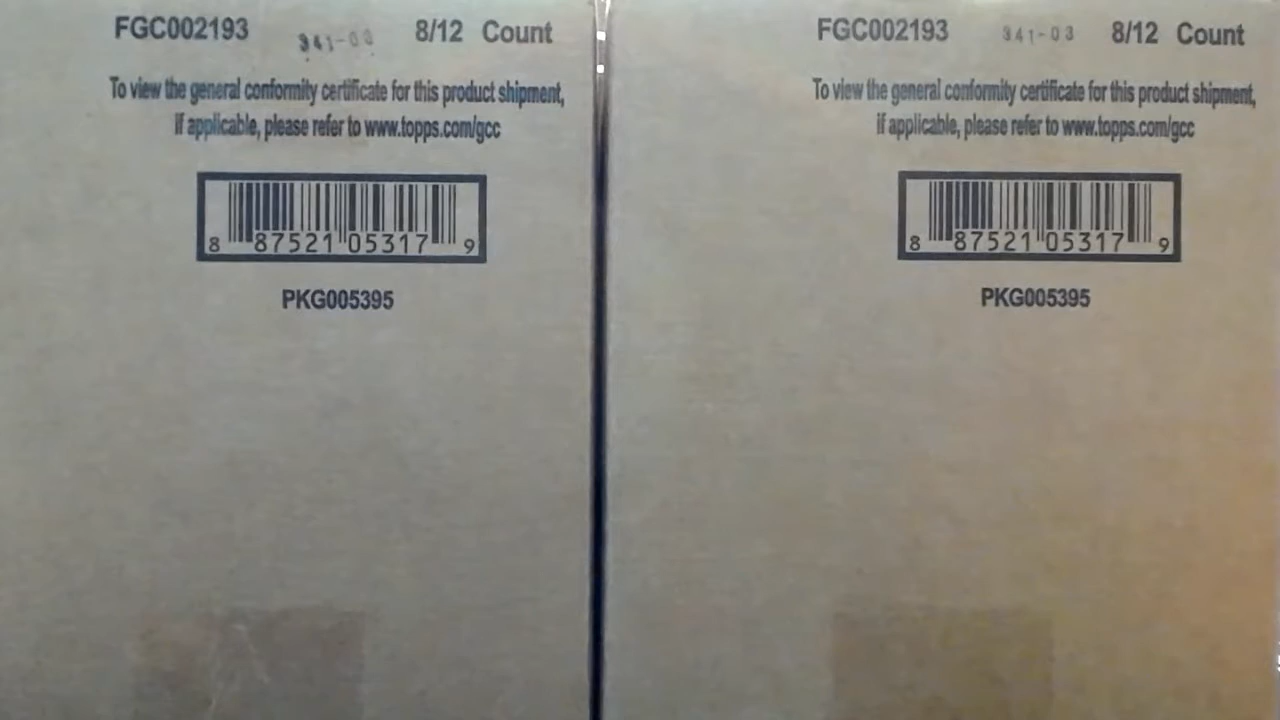 FGC002193 341-03 8/12 Count
To view the general conformity certificate for this product shipment,
if applicable, please refer to www.topps.com/gcc
8 87521 05317 9
PKG005395
FGC002193 341-03 8/12 Count
To view the general conformity certificate for this product shipment,
if applicable, please refer to www.topps.com/gcc
8 87521 05317 9
PKG005395